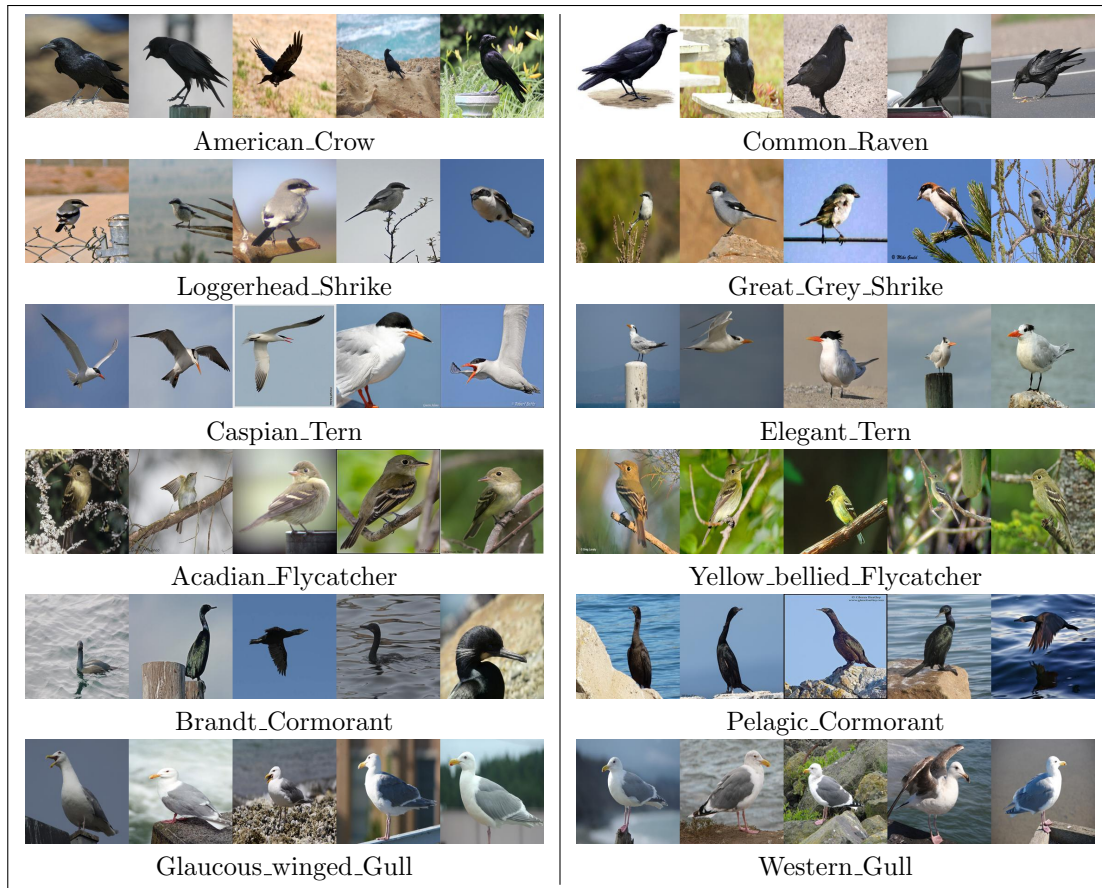 American_Crow
Common_Raven
Loggerhead_Shrike
Great_Grey_Shrike
Caspian_Tern
Elegant_Tern
Acadian_Flycatcher
Yellow_bellied_Flycatcher
Brandt_Cormorant
Pelagic_Cormorant
Glaucous_winged_Gull
Western_Gull